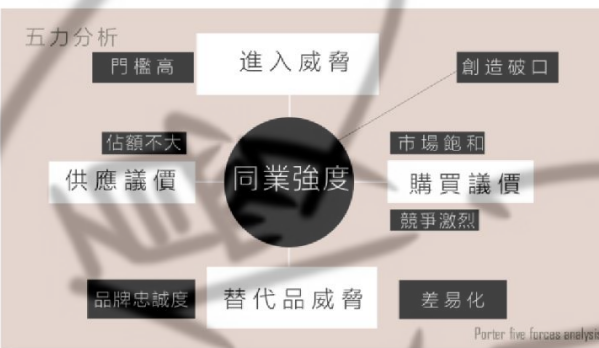 五力分析
門檻高
進入威脅
創造破口
佔額不大
市場飽和
供應議價
同業強度
購買議價
競爭激烈
品牌忠誠度
替代品威脅
差易化
Porter five forces analysis